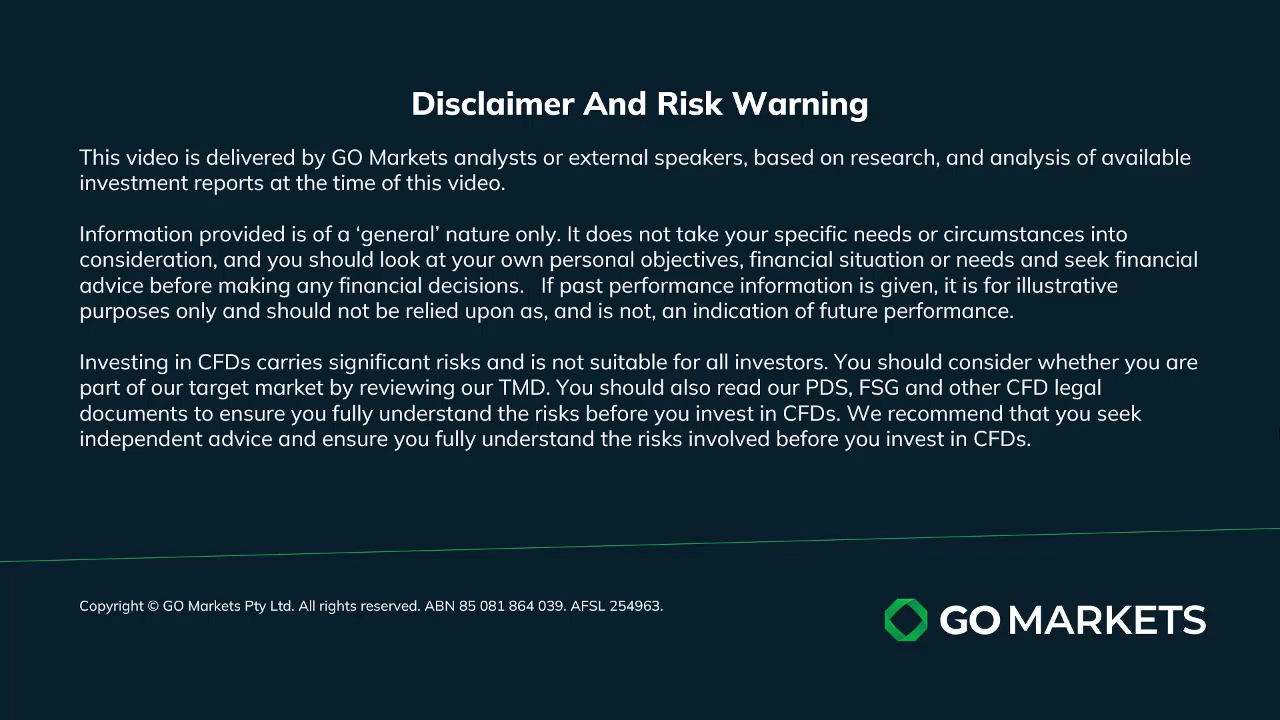 Disclaimer And Risk Warning
This video is delivered by GO Markets analysts or external speakers, based on research, and analysis of available
investment reports at the time of this video.
Information provided is of a ‘general’ nature only. It does not take your specific needs or circumstances into
consideration, and you should look at your own personal objectives, financial situation or needs and seek financial
advice before making any financial decisions.   If past performance information is given, it is for illustrative
purposes only and should not be relied upon as, and is not, an indication of future performance.
Investing in CFDs carries significant risks and is not suitable for all investors. You should consider whether you are
part of our target market by reviewing our TMD. You should also read our PDS, FSG and other CFD legal
documents to ensure you fully understand the risks before you invest in CFDs. We recommend that you seek
independent advice and ensure you fully understand the risks involved before you invest in CFDs.
Copyright © GO Markets Pty Ltd. All rights reserved. ABN 85 081 864 039. AFSL 254963.
GO MARKETS